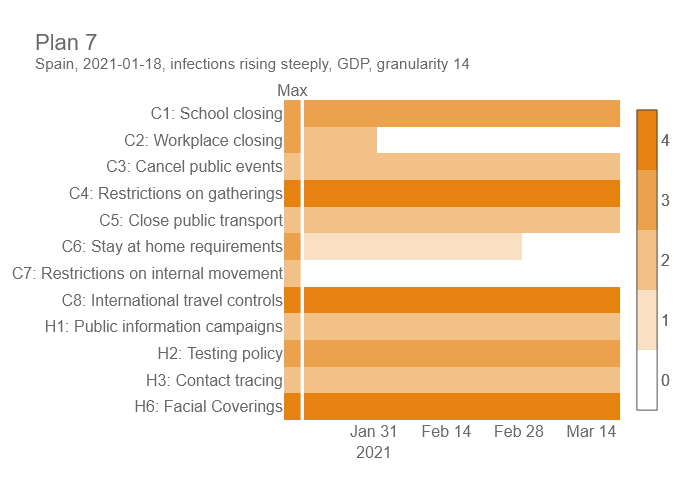 Plan 7
Spain, 2021-01-18, infections rising steeply, GDP, granularity 14
Max
C1: School closing
C2: Workplace closing
C3: Cancel public events
C4: Restrictions on gatherings
C5: Close public transport
C6: Stay at home requirements
C7: Restrictions on internal movement
C8: International travel controls
H1: Public information campaigns
H2: Testing policy
H3: Contact tracing
H6: Facial Coverings
Jan 31 Feb 14 Feb 28 Mar 14
2021
4
3
2
1
0